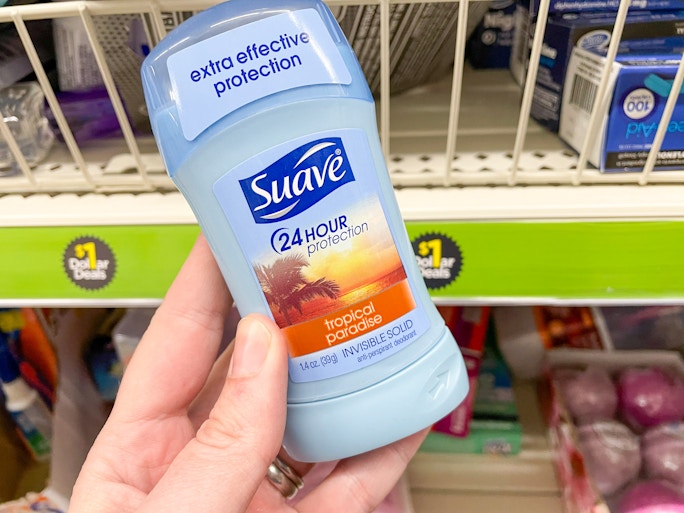 extra effective
protection
Suave
24 HOUR
protection
tropical
paradise
1.4 oz. (39g) INVISIBLE SOLID
anti-perspirant deodorant
$1
Dollar
Deals
$1
Dollar
Deals
100